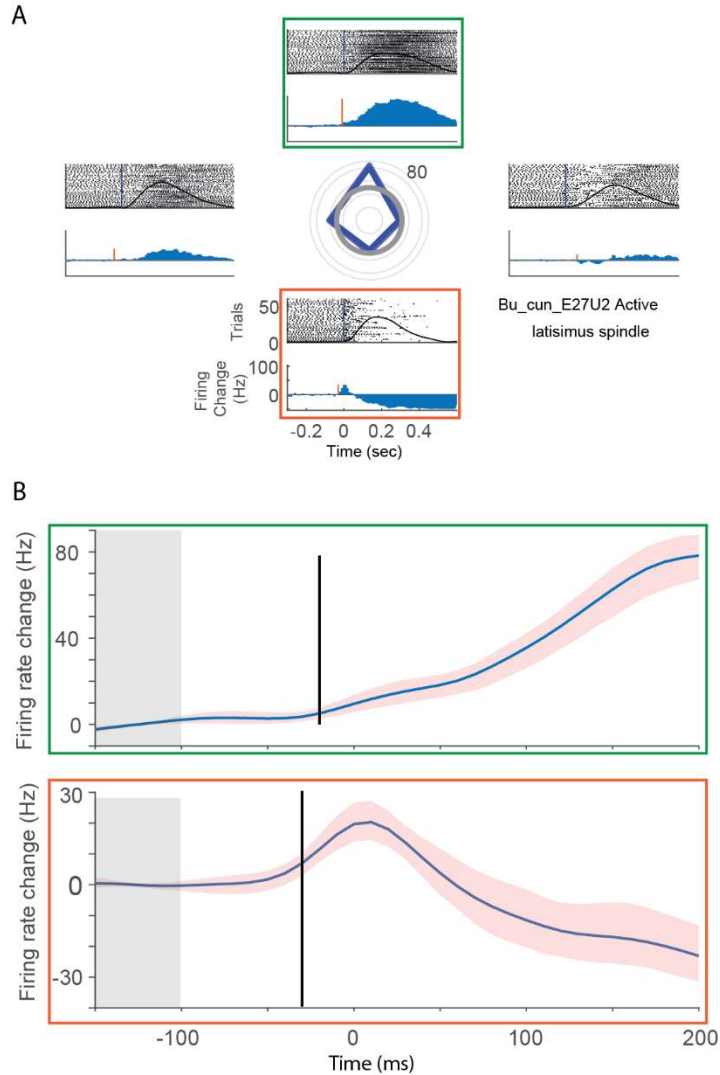 A
80
Trials
50
0
Firing
Change
(Hz)
100
0
-0.2 0 0.2 0.4
Time (sec)
Bu_cun_E27U2 Active
latisimus spindle
B
Firing rate change (Hz)
80
40
0
Firing rate change (Hz)
30
0
-30
-100 0 100 200
Time (ms)